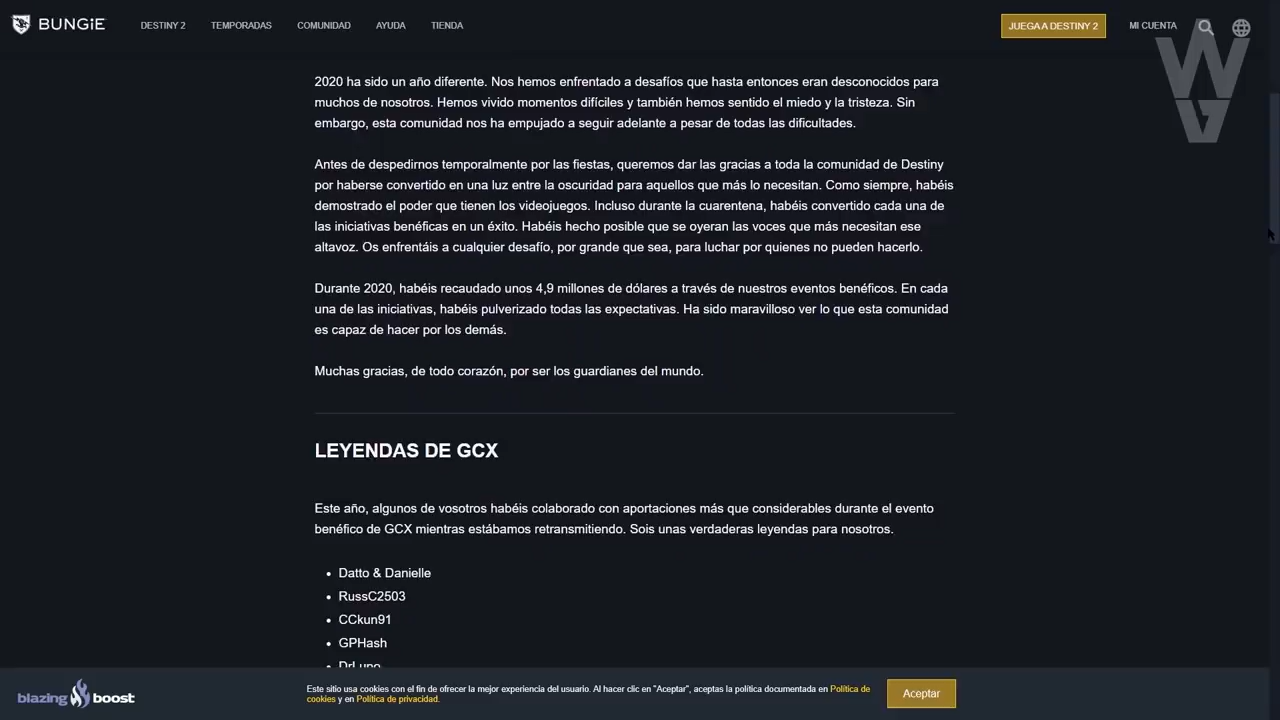 BUNGiE
DESTINY 2
TEMPORADAS
COMUNIDAD
AYUDA
TIENDA
JUEGA A DESTINY 2
MI CUENTA
WG
2020 ha sido un año diferente. Nos hemos enfrentado a desafíos que hasta entonces eran desconocidos para
muchos de nosotros. Hemos vivido momentos difíciles y también hemos sentido el miedo y la tristeza. Sin
embargo, esta comunidad nos ha empujado a seguir adelante a pesar de todas las dificultades.
Antes de despedirnos temporalmente por las fiestas, queremos dar las gracias a toda la comunidad de Destiny
por haberse convertido en una luz entre la oscuridad para aquellos que más lo necesitan. Como siempre, habéis
demostrado el poder que tienen los videojuegos. Incluso durante la cuarentena, habéis convertido cada una de
las iniciativas benéficas en un éxito. Habéis hecho posible que se oyeran las voces que más necesitan ese
altavoz. Os enfrentáis a cualquier desafío, por grande que sea, para luchar por quienes no pueden hacerlo.
Durante 2020, habéis recaudado unos 4,9 millones de dólares a través de nuestros eventos benéficos. En cada
una de las iniciativas, habéis pulverizado todas las expectativas. Ha sido maravilloso ver lo que esta comunidad
es capaz de hacer por los demás.
Muchas gracias, de todo corazón, por ser los guardianes del mundo.
LEYENDAS DE GCX
Este año, algunos de vosotros habéis colaborado con aportaciones más que considerables durante el evento
benéfico de GCX mientras estábamos retransmitiendo. Sois unas verdaderas leyendas para nosotros.
• Datto & Danielle
• RussC2503
• CCkun91
• GPHash
• DrLupo
blazing boost
Este sitio usa cookies con el fin de ofrecer la mejor experiencia del usuario. Al hacer clic en "Aceptar", aceptas la política documentada en Política de
cookies y en Política de privacidad.
Aceptar